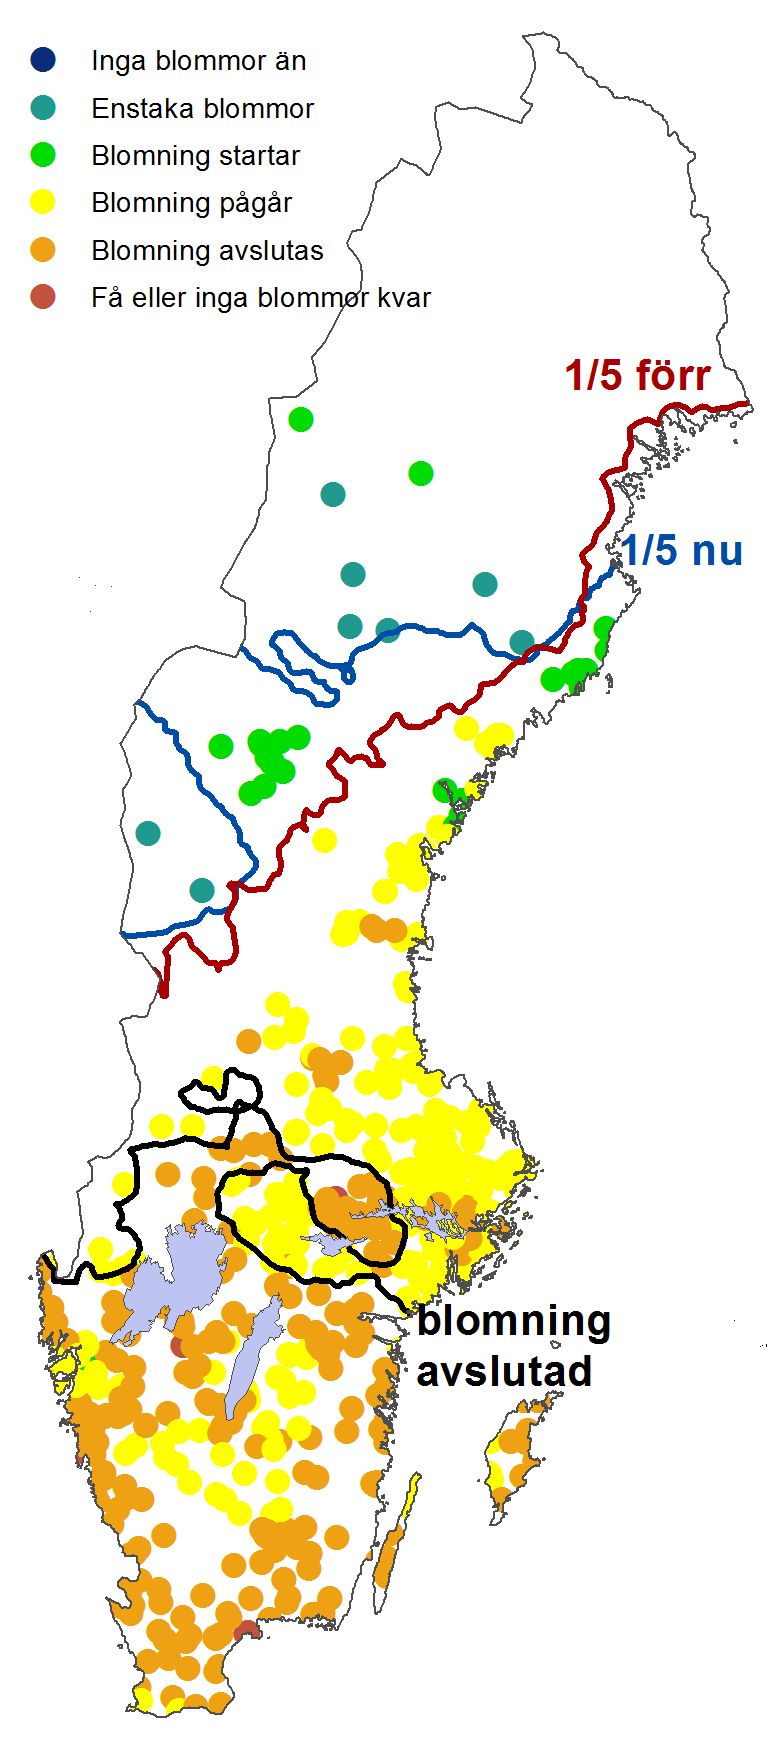 Inga blommor än
Enstaka blommor
Blomning startar
Blomning pågår
Blomning avslutas
Få eller inga blommor kvar
1/5 förr
1/5 nu
blomning
avslutad